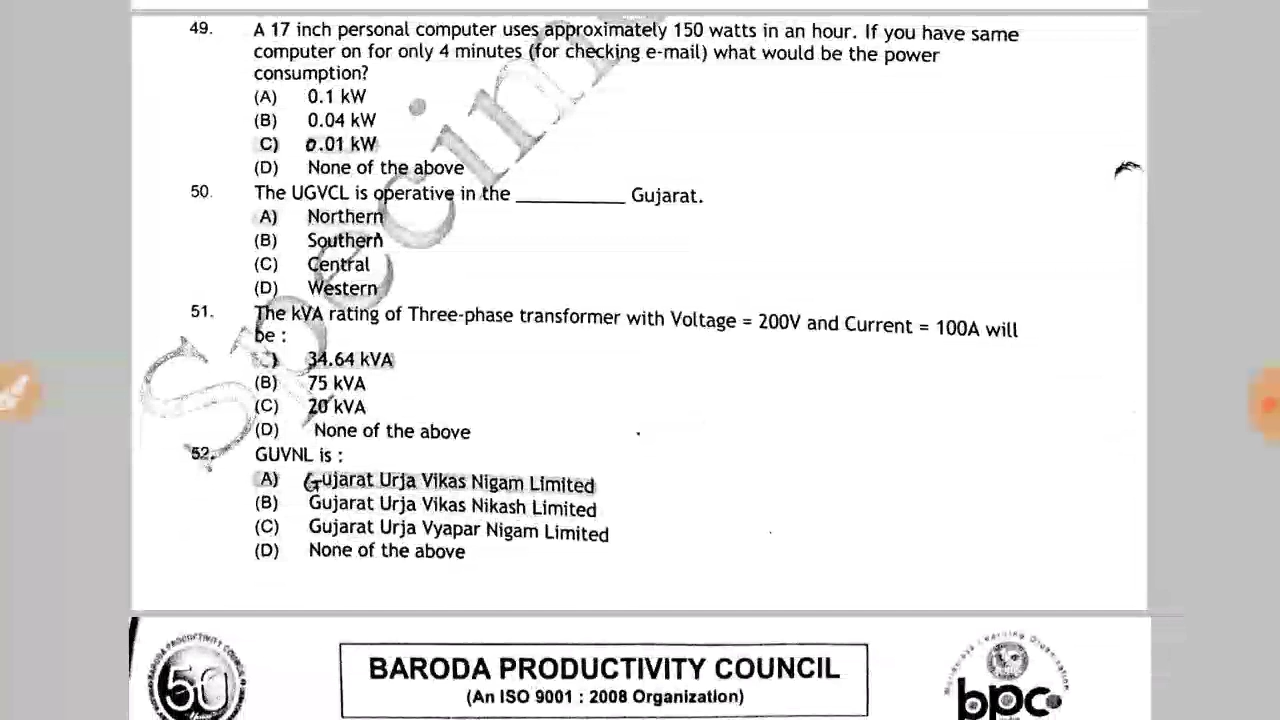 49. A 17 inch personal computer uses approximately 150 watts in an hour. If you have same
computer on for only 4 minutes (for checking e-mail) what would be the power
consumption?
(A) 0.1 kW
(B) 0.04 kW
C) 0.01 kW
(D) None of the above
50. The UGVCL is operative in the __________ Gujarat.
A) Northern
(B) Southern
(C) Central
(D) Western
51. The kVA rating of Three-phase transformer with Voltage = 200V and Current = 100A will
be :
) 34.64 kVA
(B) 75 kVA
(C) 20 kVA
(D) None of the above
52. GUVNL is :
A) Gujarat Urja Vikas Nigam Limited
(B) Gujarat Urja Vikas Nikash Limited
(C) Gujarat Urja Vyapar Nigam Limited
(D) None of the above
Specim
BARODA PRODUCTIVITY COUNCIL
50
BARODA PRODUCTIVITY COUNCIL
(An ISO 9001 : 2008 Organization)
bpc